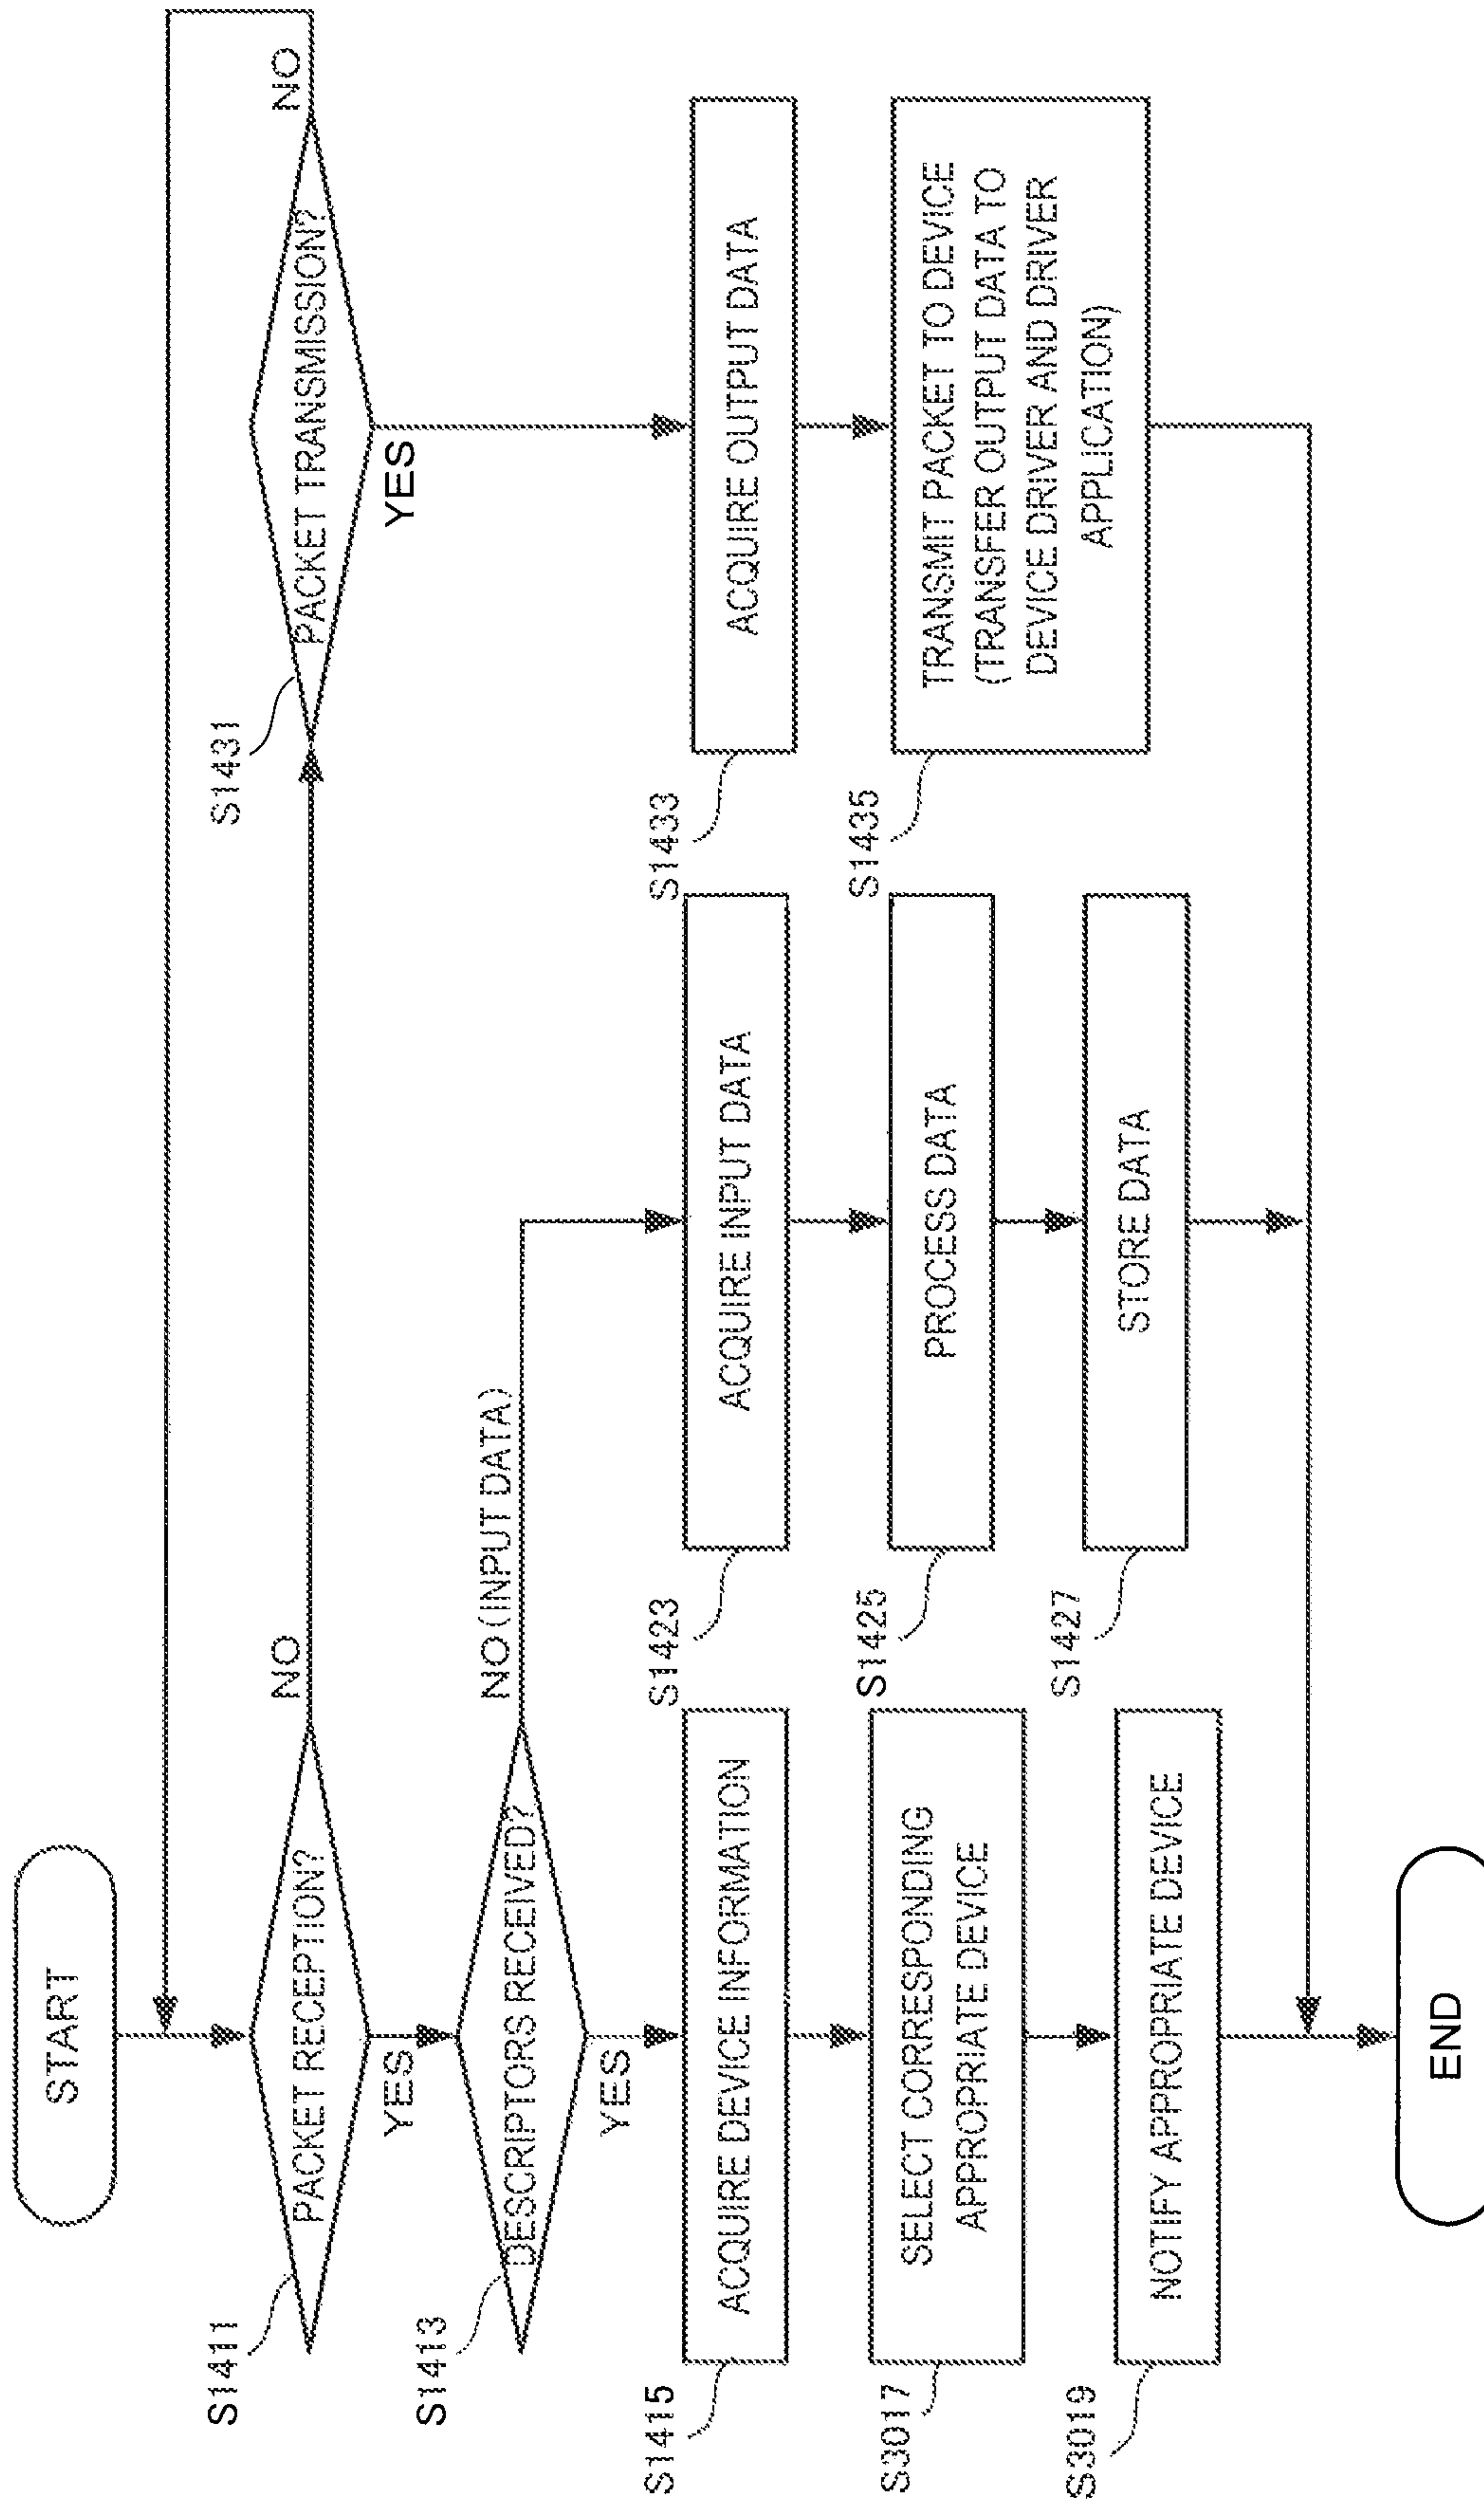 START
S1411
PACKET RECEPTION?
NO
YES
S1431
PACKET TRANSMISSION?
NO
YES
S1413
DESCRIPTORS RECEIVED?
NO (INPUT DATA)
YES
S1415
ACQUIRE DEVICE INFORMATION
S3017
SELECT CORRESPONDING
APPROPRIATE DEVICE
S3019
NOTIFY APPROPRIATE DEVICE
S1423
ACQUIRE INPUT DATA
S1425
PROCESS DATA
S1427
STORE DATA
S1433
ACQUIRE OUTPUT DATA
S1435
TRANSMIT PACKET TO DEVICE
(TRANSFER OUTPUT DATA TO
DEVICE DRIVER AND DRIVER
APPLICATION)
END